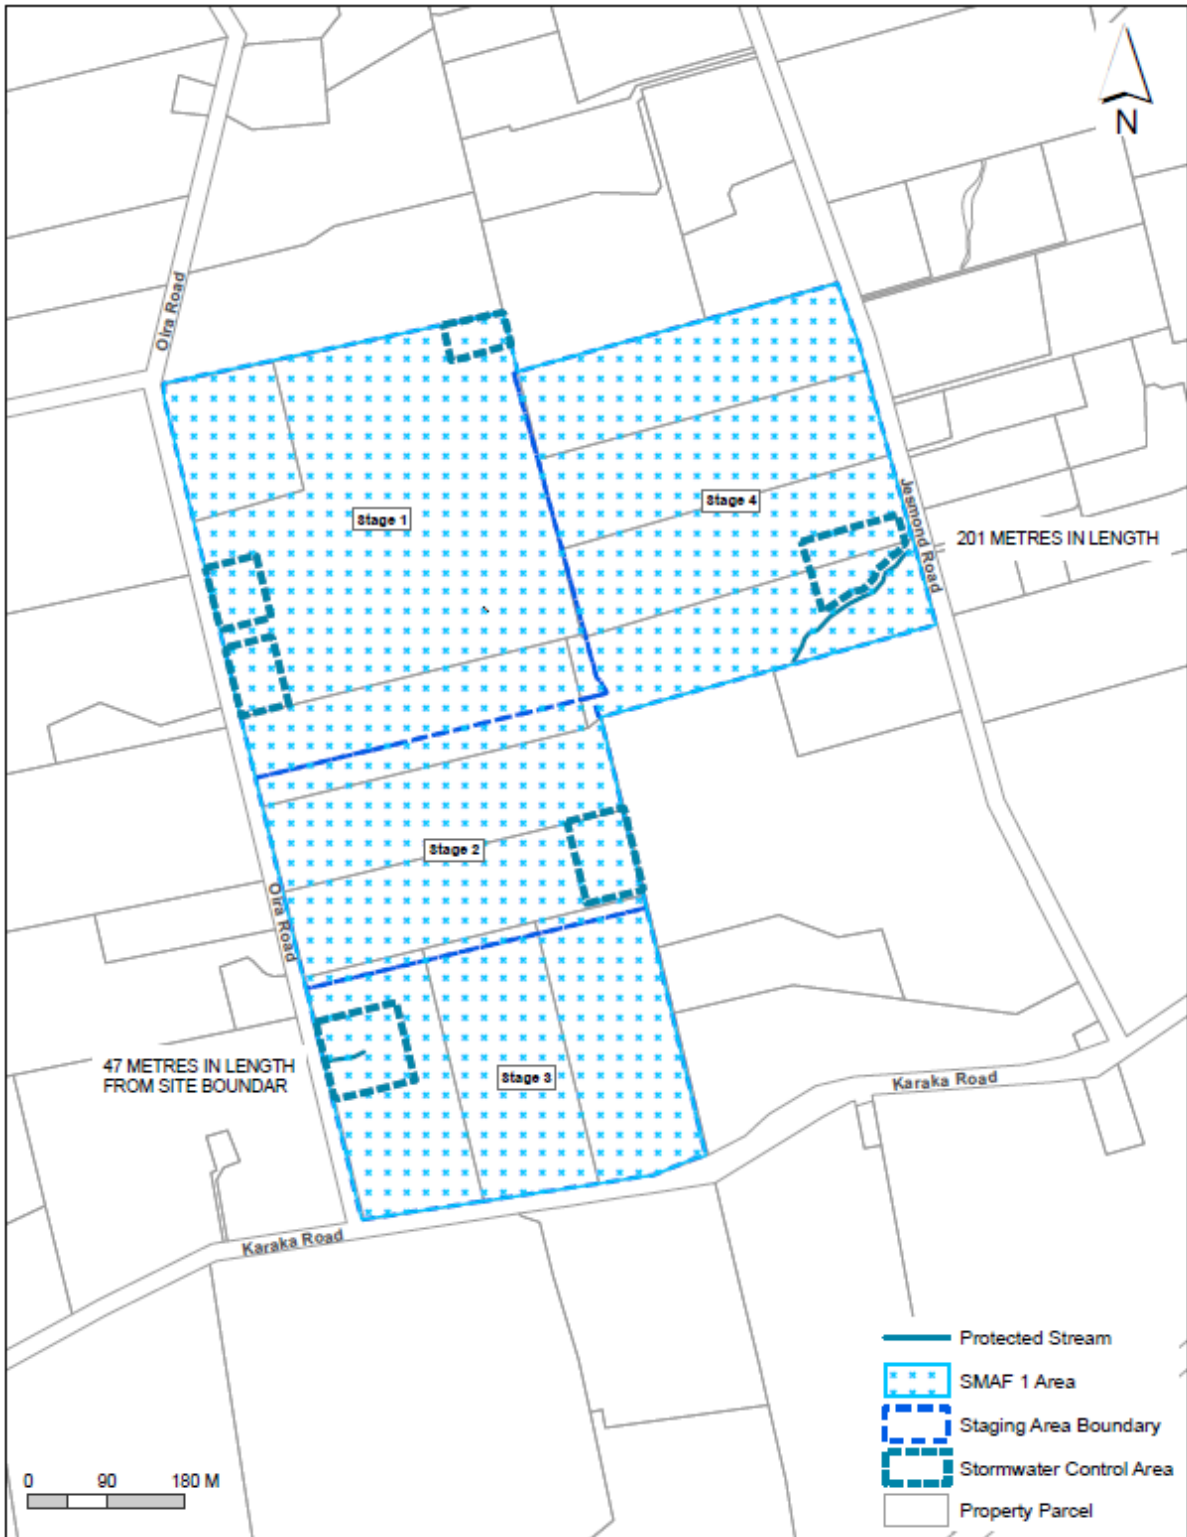 N
Oira Road
Stage 1
Stage 4
Jesmond Road
201 METRES IN LENGTH
Stage 2
Oira Road
47 METRES IN LENGTH
FROM SITE BOUNDAR
Stage 3
Karaka Road
Karaka Road
Protected Stream
SMAF 1 Area
Staging Area Boundary
Stormwater Control Area
Property Parcel
0 90 180 M